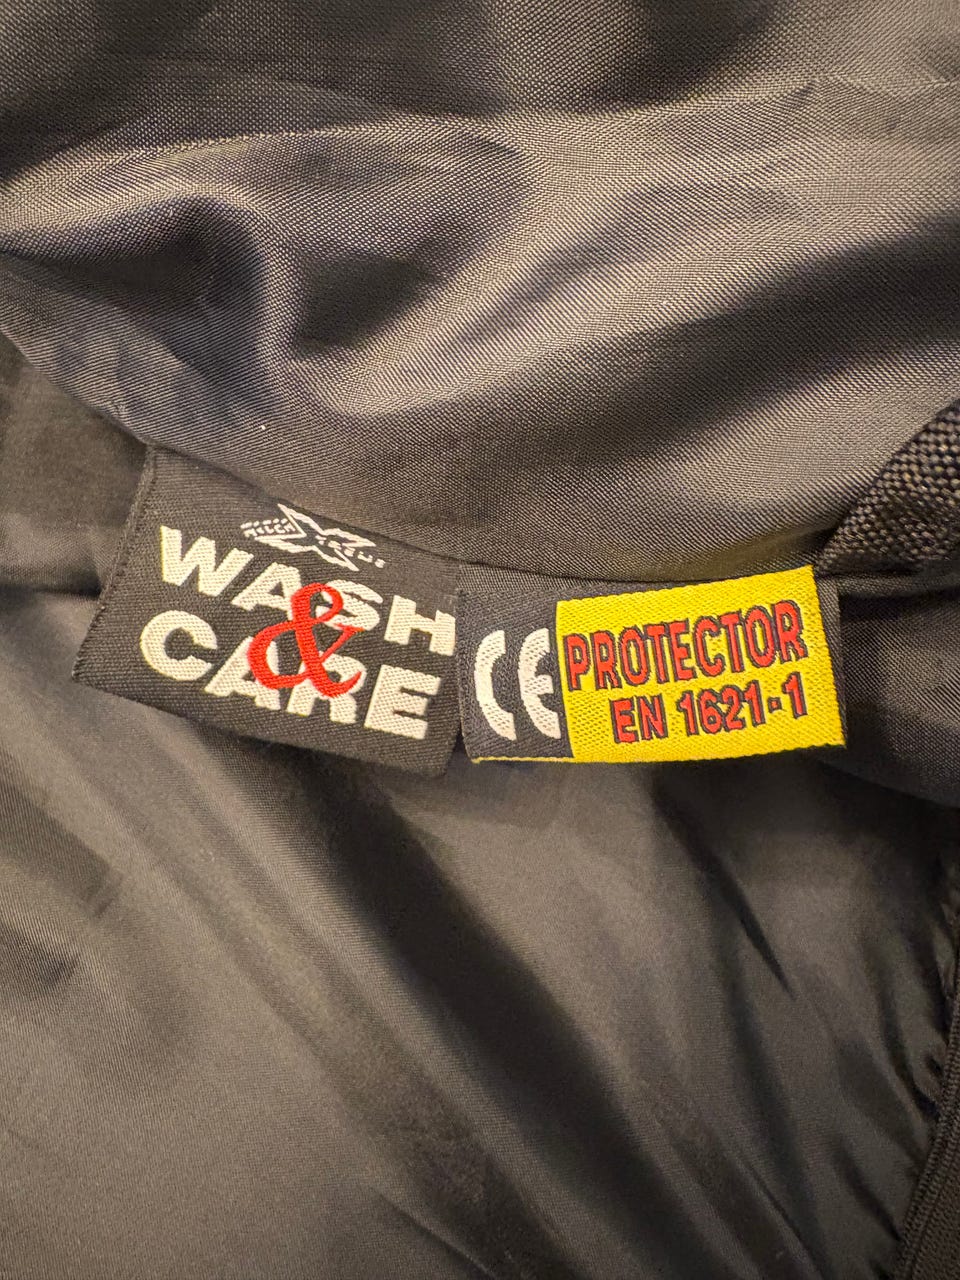 WASH
&
CARE
CE
PROTECTOR
EN 1621-1